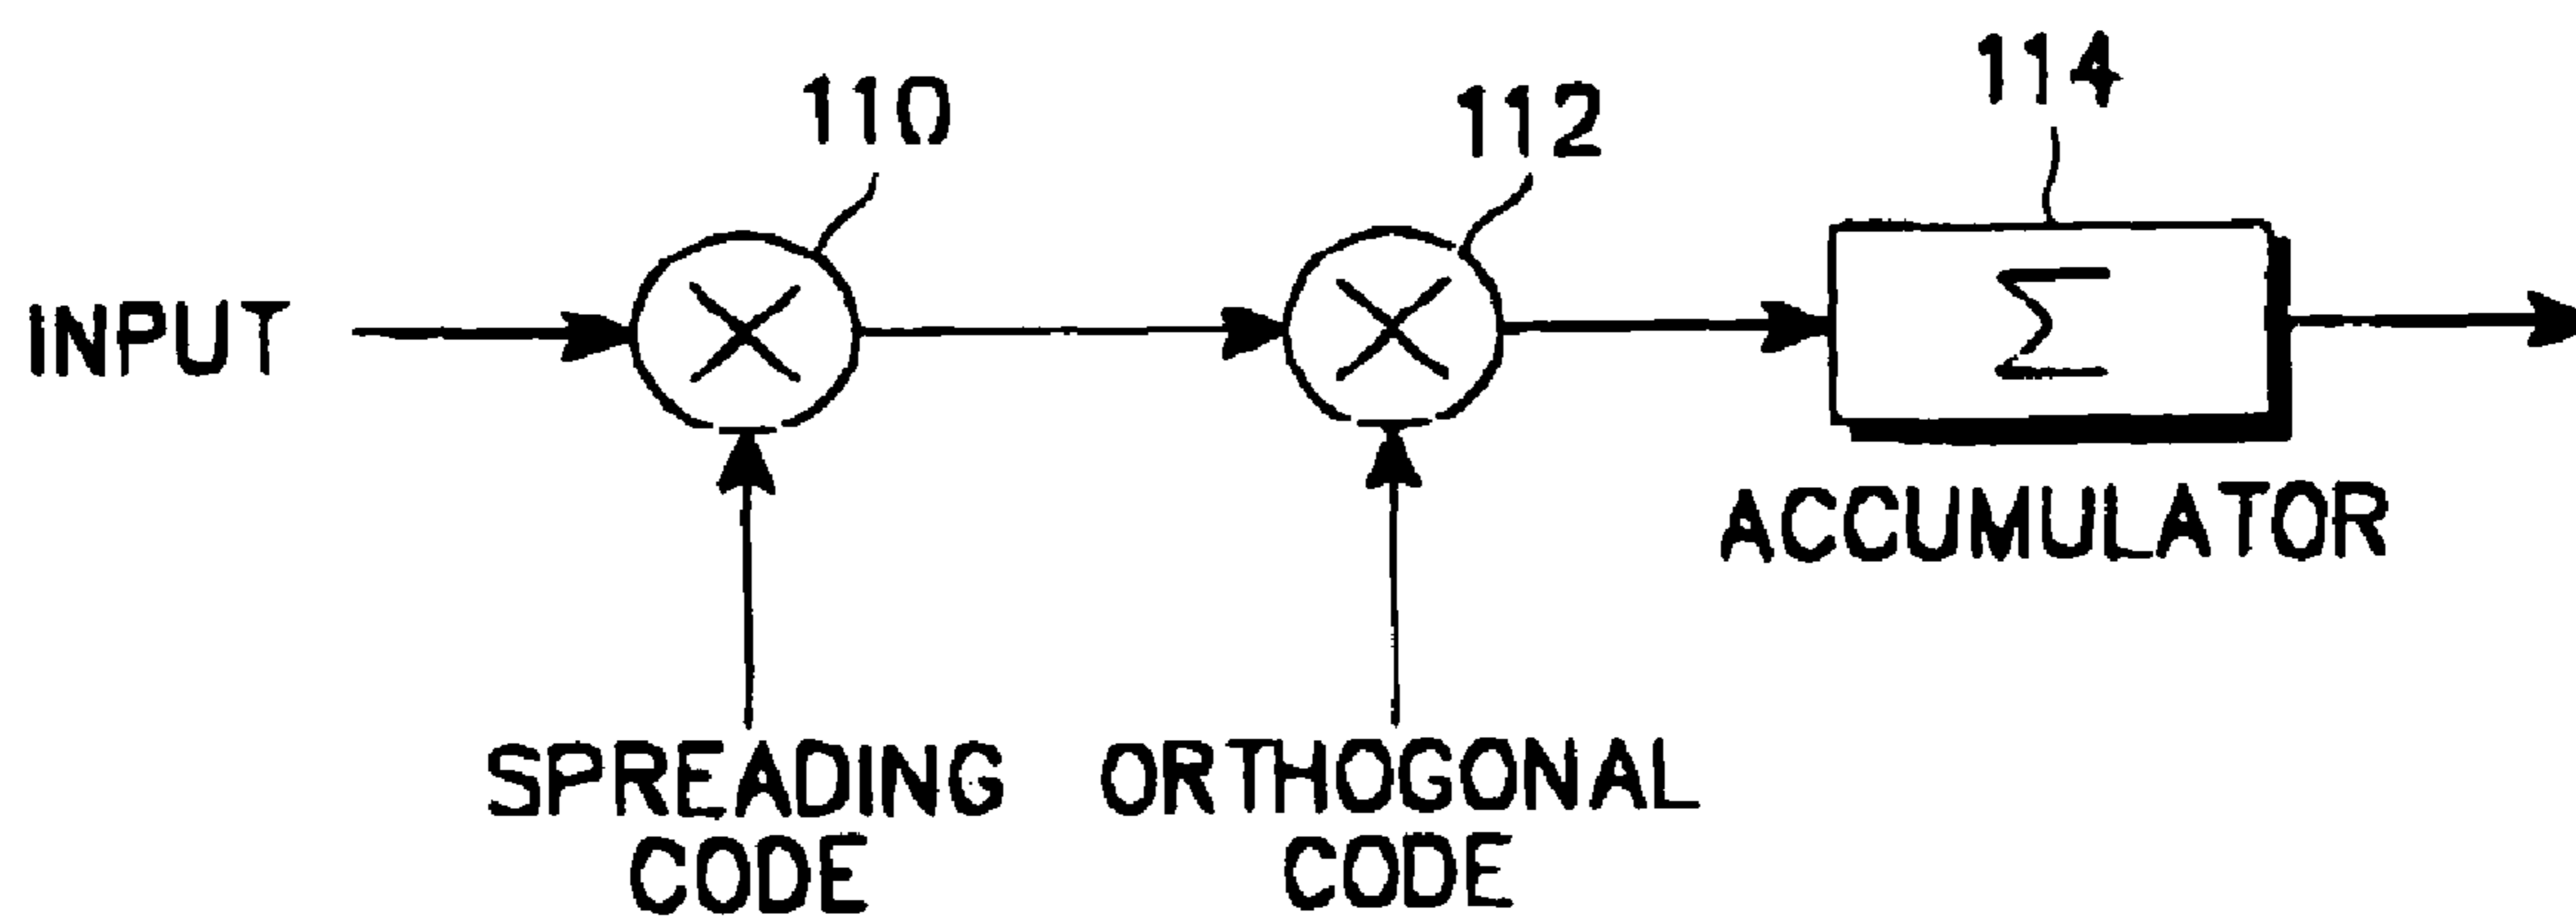 110
112
114
INPUT
Σ
ACCUMULATOR
SPREADING
CODE
ORTHOGONAL
CODE